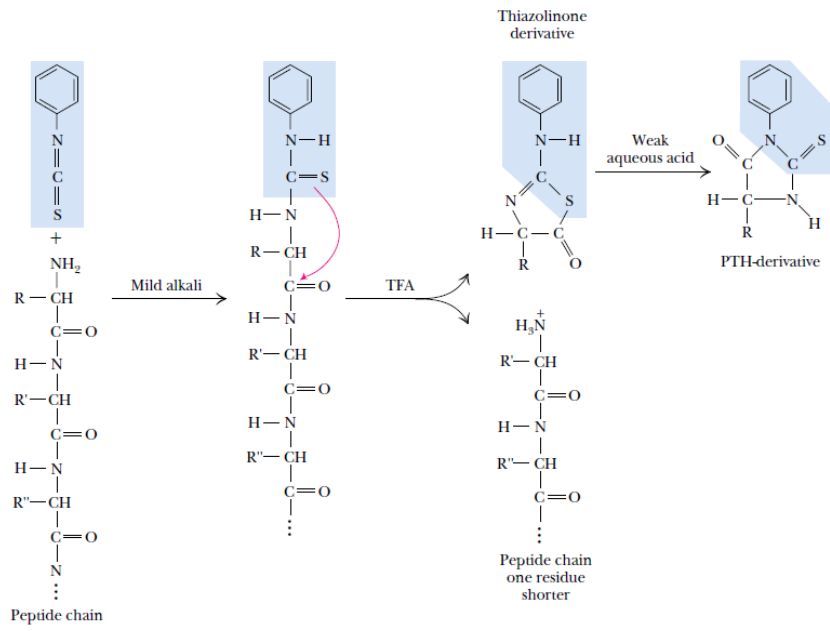 Thiazolinone
derivative
N
C
S
+
NH2
R—CH
C=O
H—N
R'—CH
C=O
H—N
R"—CH
C=O
N
⋮
Peptide chain
Mild alkali
N—H
C=S
H—N
R—CH
C=O
H—N
R'—CH
C=O
H—N
R"—CH
C=O
⋮
TFA
N—H
C
N S
H—C—C
R O
+
H3N
R'—CH
C=O
H—N
R"—CH
C=O
⋮
Peptide chain
one residue
shorter
Weak
aqueous acid
O N S
C C
H—C—N
R H
PTH-derivative